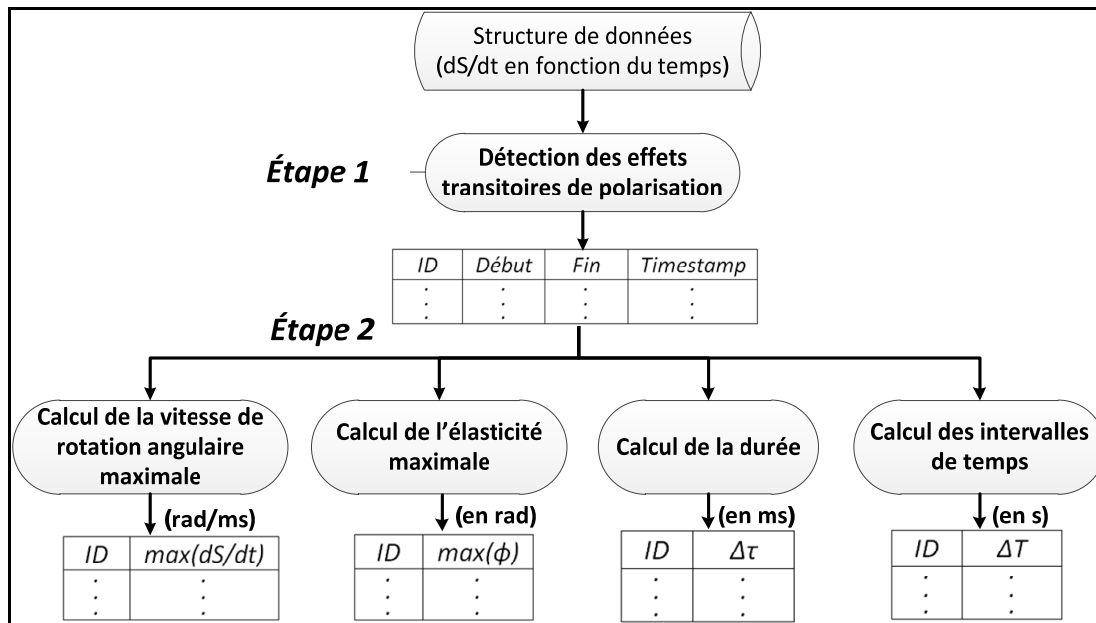 Structure de données
(dS/dt en fonction du temps)
Étape 1
Détection des effets
transitoires de polarisation
ID Début Fin Timestamp
: : : :
Étape 2
Calcul de la vitesse de
rotation angulaire
maximale
Calcul de l'élasticité
maximale
Calcul de la durée
Calcul des intervalles
de temps
(rad/ms) (en rad) (en ms) (en s)
ID max(dS/dt) ID max(ϕ) ID Δτ ID ΔT
: : : : : : : :